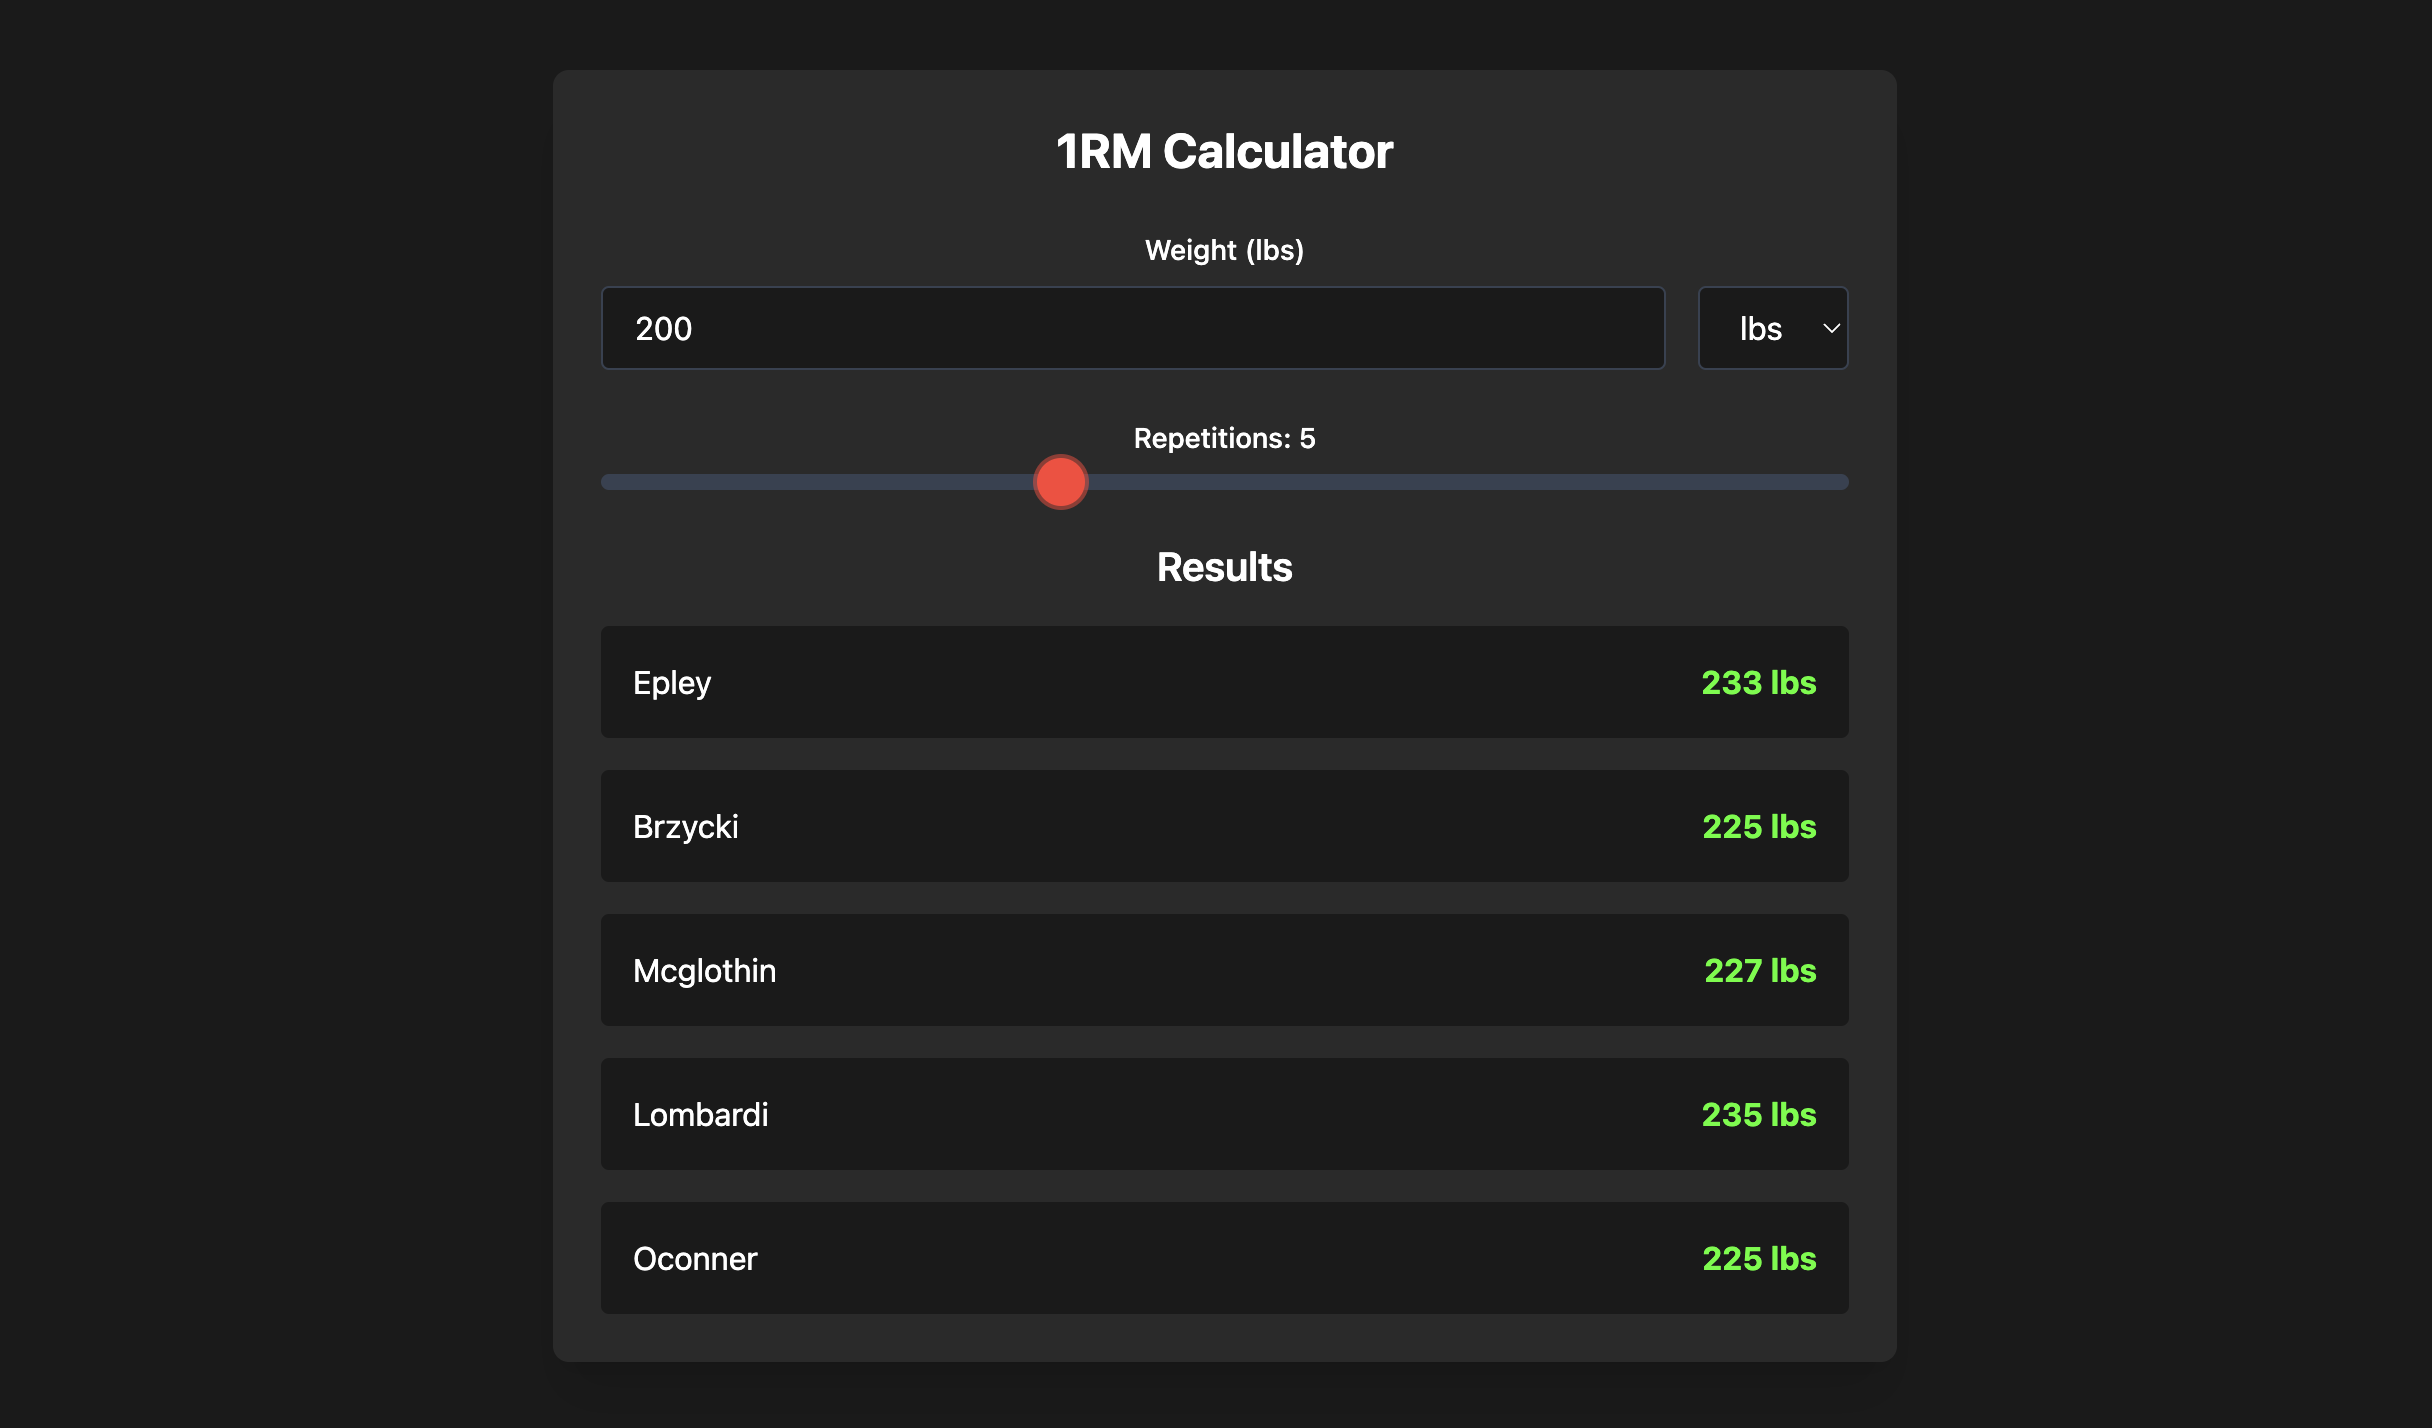 1RM Calculator
Weight (lbs)
200 lbs
Repetitions: 5
Results
Epley 233 lbs
Brzycki 225 lbs
Mcglothin 227 lbs
Lombardi 235 lbs
Oconner 225 lbs